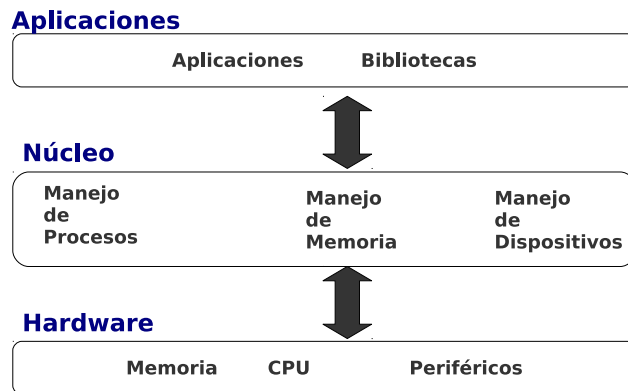 Aplicaciones
Aplicaciones Bibliotecas
Núcleo
Manejo
de
Procesos
Manejo
de
Memoria
Manejo
de
Dispositivos
Hardware
Memoria CPU Periféricos